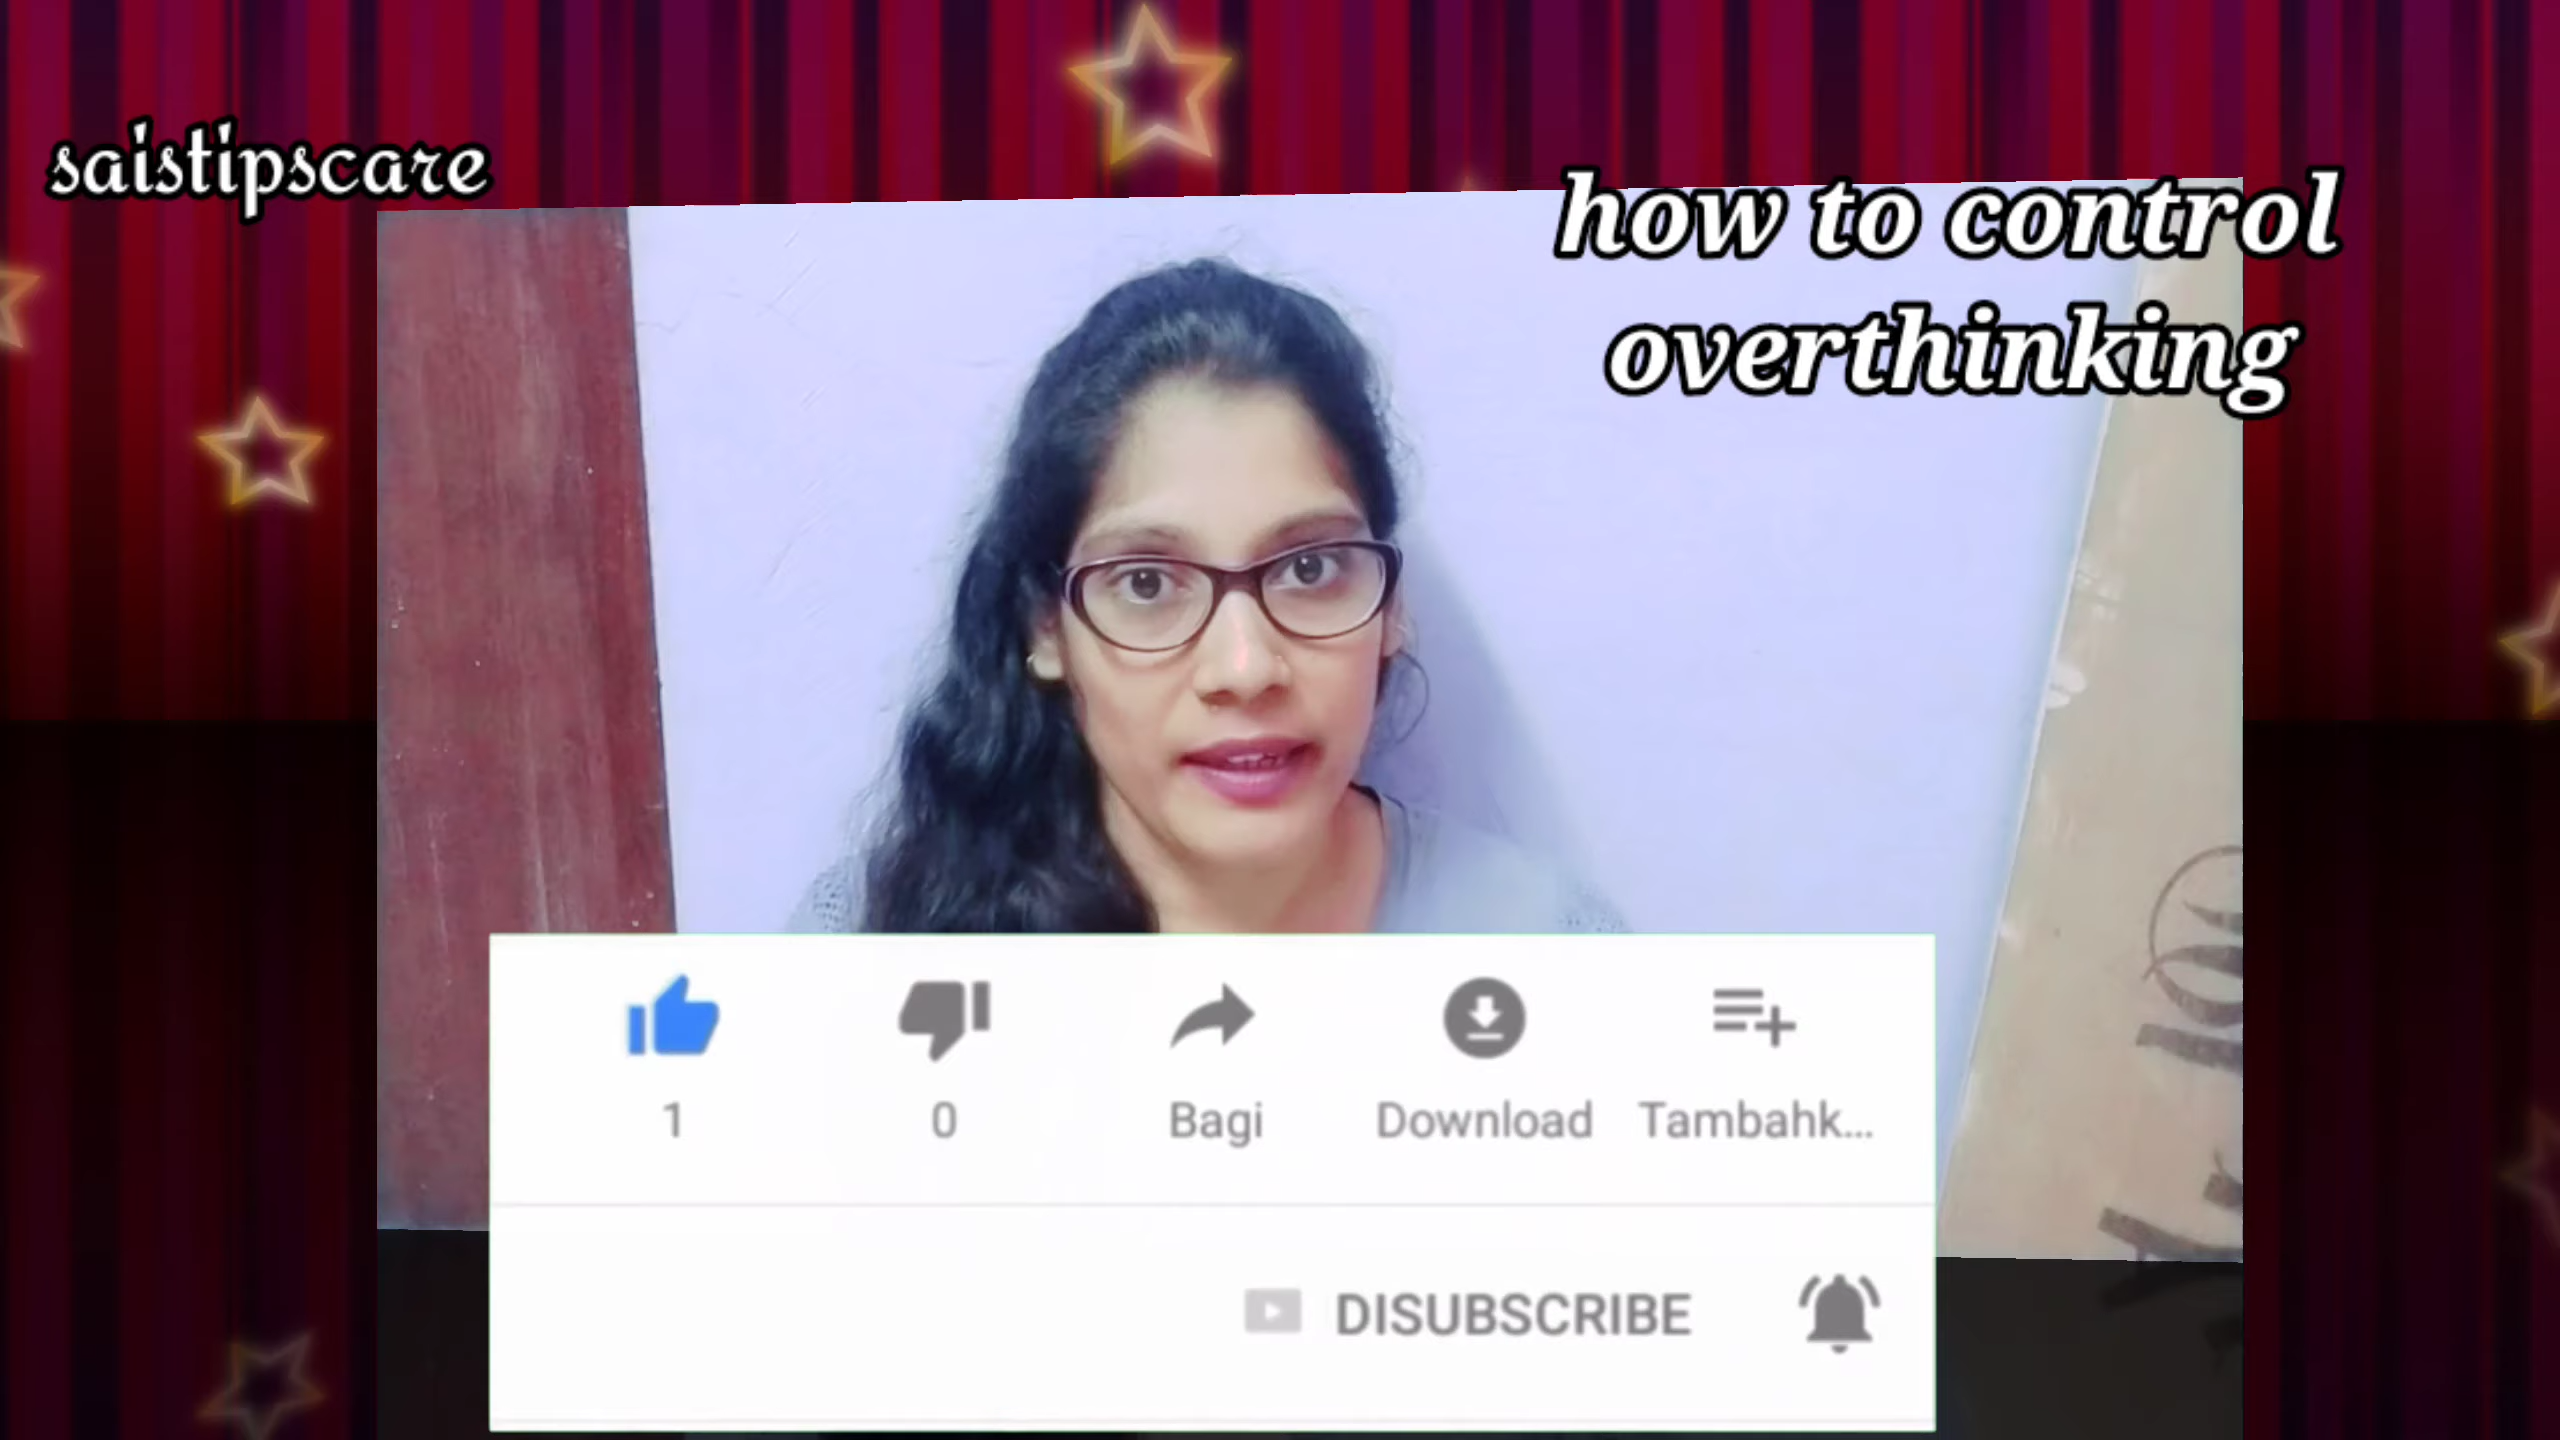 saistipscare
how to control
overthinking
1 0 Bagi Download Tambahk...
DISUBSCRIBE